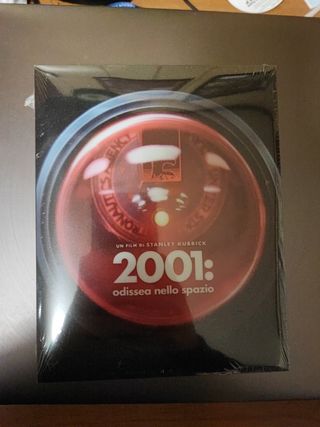 UN FILM DI STANLEY KUBRICK
2001:
odissea nello spazio